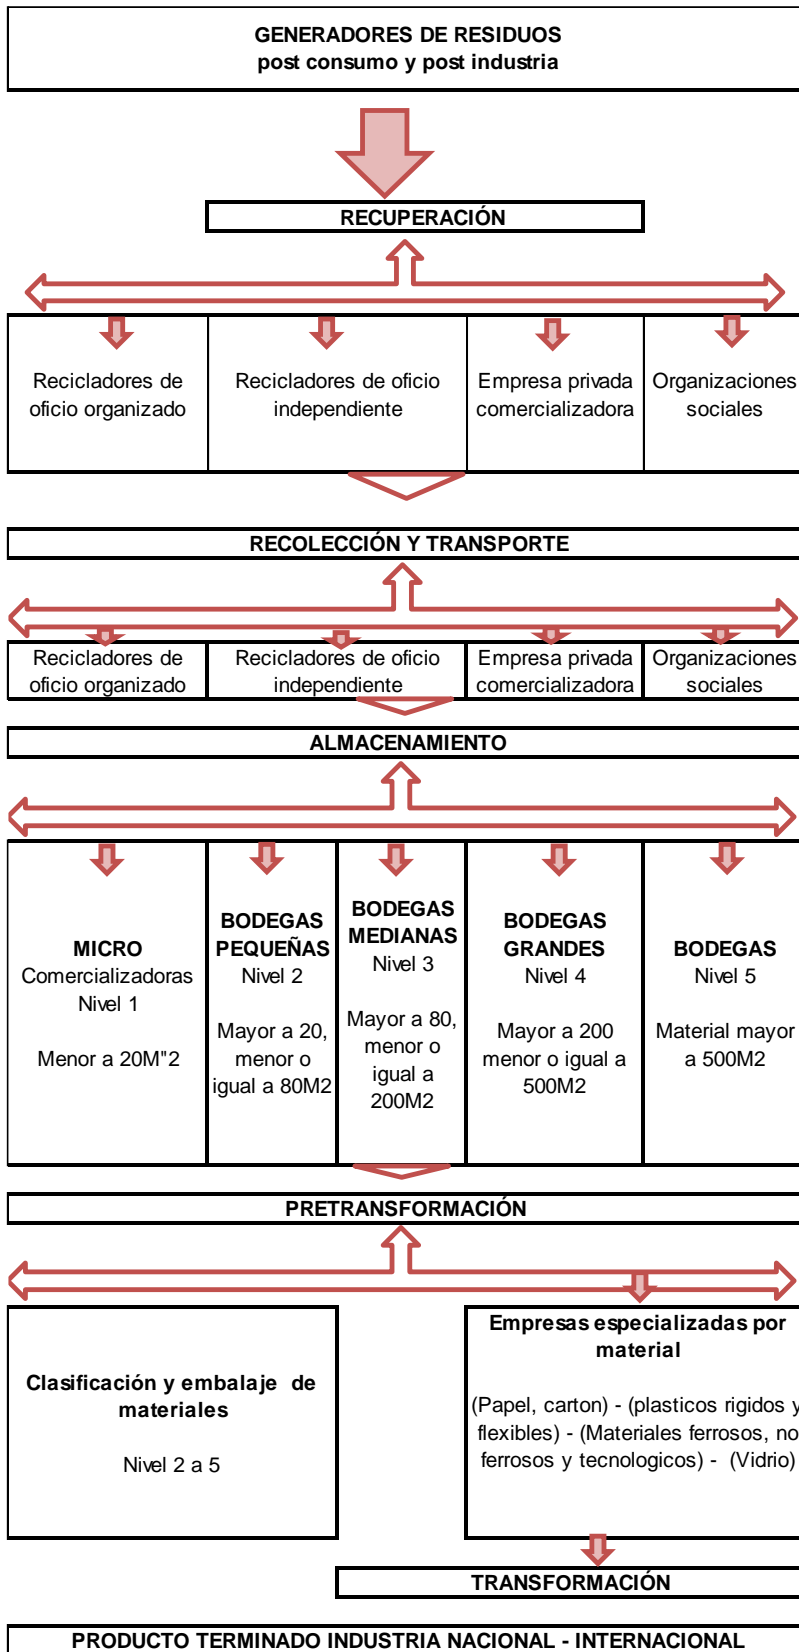 GENERADORES DE RESIDUOS
post consumo y post industria
RECUPERACIÓN
Recicladores de
oficio organizado
Recicladores de oficio
independiente
Empresa privada
comercializadora
Organizaciones
sociales
RECOLECCIÓN Y TRANSPORTE
Recicladores de
oficio organizado
Recicladores de oficio
independiente
Empresa privada
comercializadora
Organizaciones
sociales
ALMACENAMIENTO
MICRO
Comercializadoras
Nivel 1
Menor a 20M"2
BODEGAS
PEQUEÑAS
Nivel 2
Mayor a 20,
menor o
igual a 80M2
BODEGAS
MEDIANAS
Nivel 3
Mayor a 80,
menor o
igual a
200M2
BODEGAS
GRANDES
Nivel 4
Mayor a 200
menor o igual a
500M2
BODEGAS
Nivel 5
Material mayor
a 500M2
PRETRANSFORMACIÓN
Clasificación y embalaje de
materiales
Nivel 2 a 5
Empresas especializadas por
material
(Papel, carton) - (plasticos rigidos y
flexibles) - (Materiales ferrosos, no
ferrosos y tecnologicos) - (Vidrio)
TRANSFORMACIÓN
PRODUCTO TERMINADO INDUSTRIA NACIONAL - INTERNACIONAL